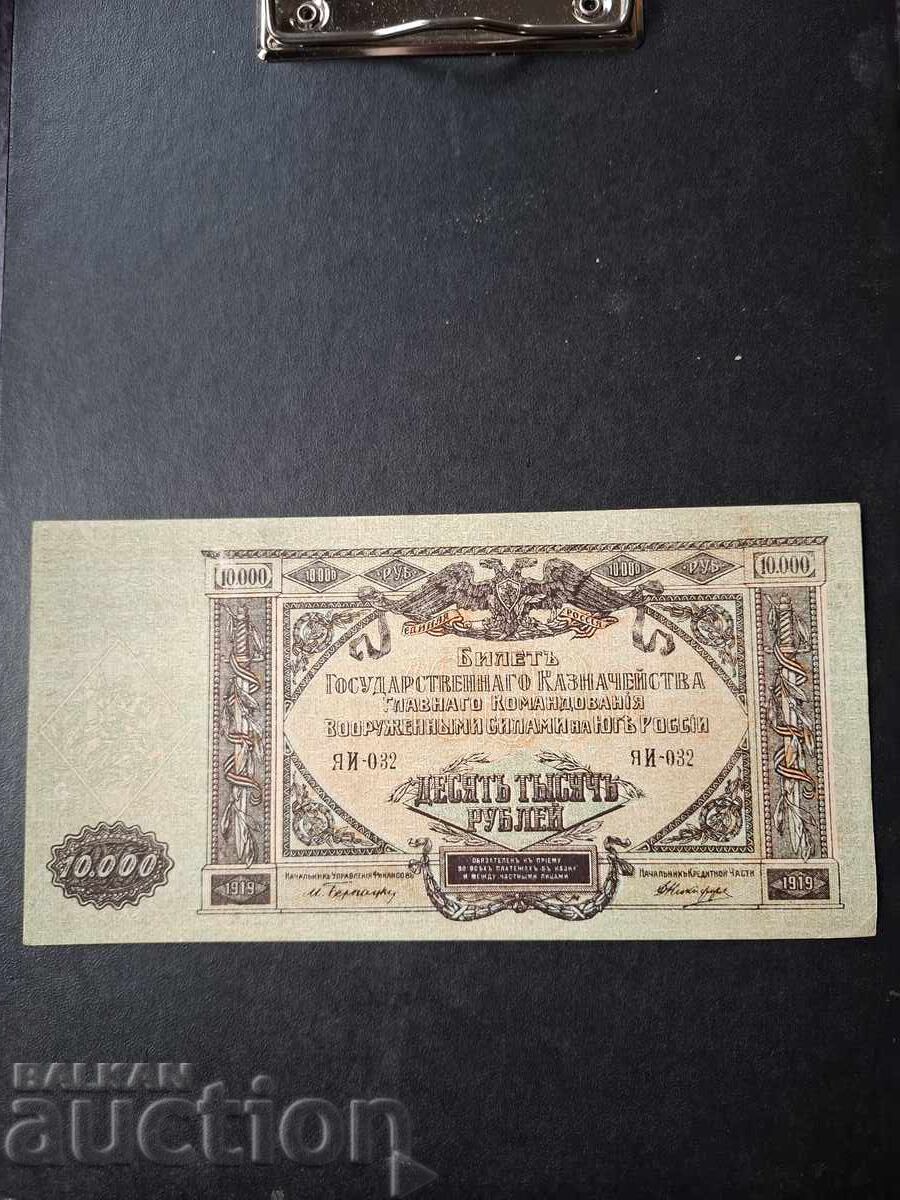 10.000 10.000 РУБ 10.000 РУБ 10.000
ЕДИНАЯ РОССІЯ
БИЛЕТЪ
ГОСУДАРСТВЕННАГО КАЗНАЧЕЙСТВА
ГЛАВНАГО КОМАНДОВАНІЯ
ВООРУЖЕННЫМИ СИЛАМИ НА ЮГѢ РОССІИ
ЯИ-032 ЯИ-032
ДЕСЯТЬ ТЫСЯЧЪ
РУБЛЕЙ
10.000
ОБЯЗАТЕЛЕНЪ КЪ ПРІЕМУ
ВО ВСѢХЪ ПЛАТЕЖАХЪ ВЪ КАЗНУ
И МЕЖДУ ЧАСТНЫМИ ЛИЦАМИ
НАЧАЛЬНИКЪ УПРАВЛЕНІЯ ФИНАНСОВЪ НАЧАЛЬНИКЪ КРЕДИТНОЙ ЧАСТИ
1919 1919
BALKAN
auction